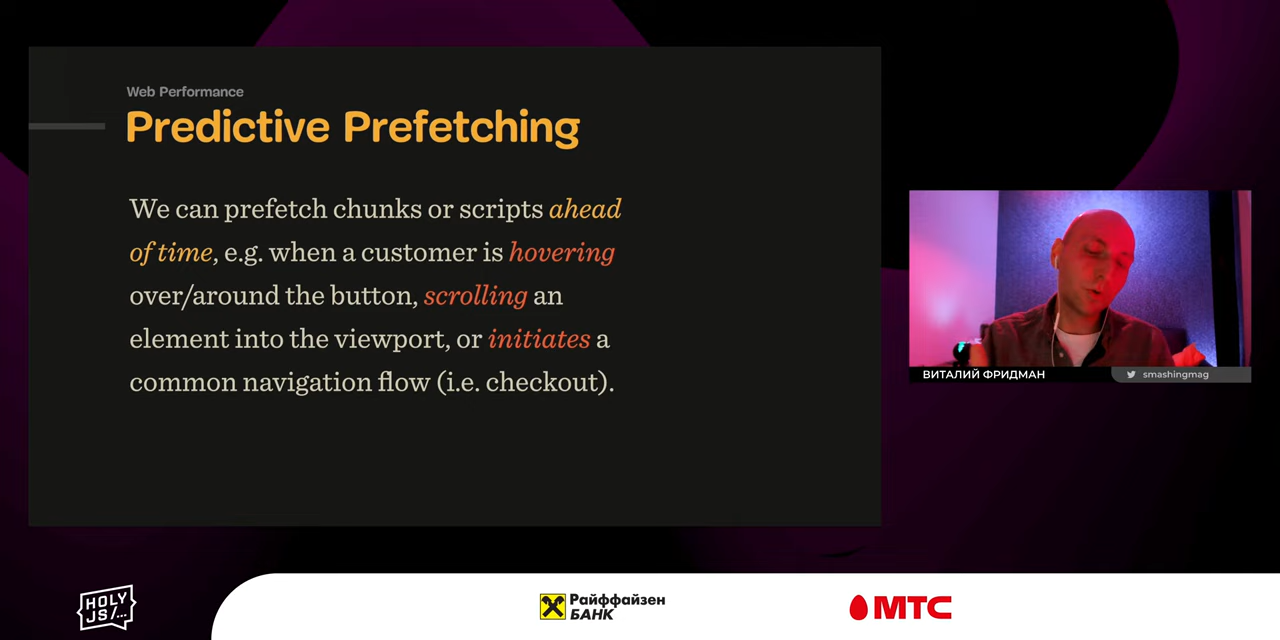 Web Performance
Predictive Prefetching
We can prefetch chunks or scripts ahead
of time, e.g. when a customer is hovering
over/around the button, scrolling an
element into the viewport, or initiates a
common navigation flow (i.e. checkout).
ВИТАЛИЙ ФРИДМАН
smashingmag
HOLY
JS/...
Райффайзен
БАНК
МТС